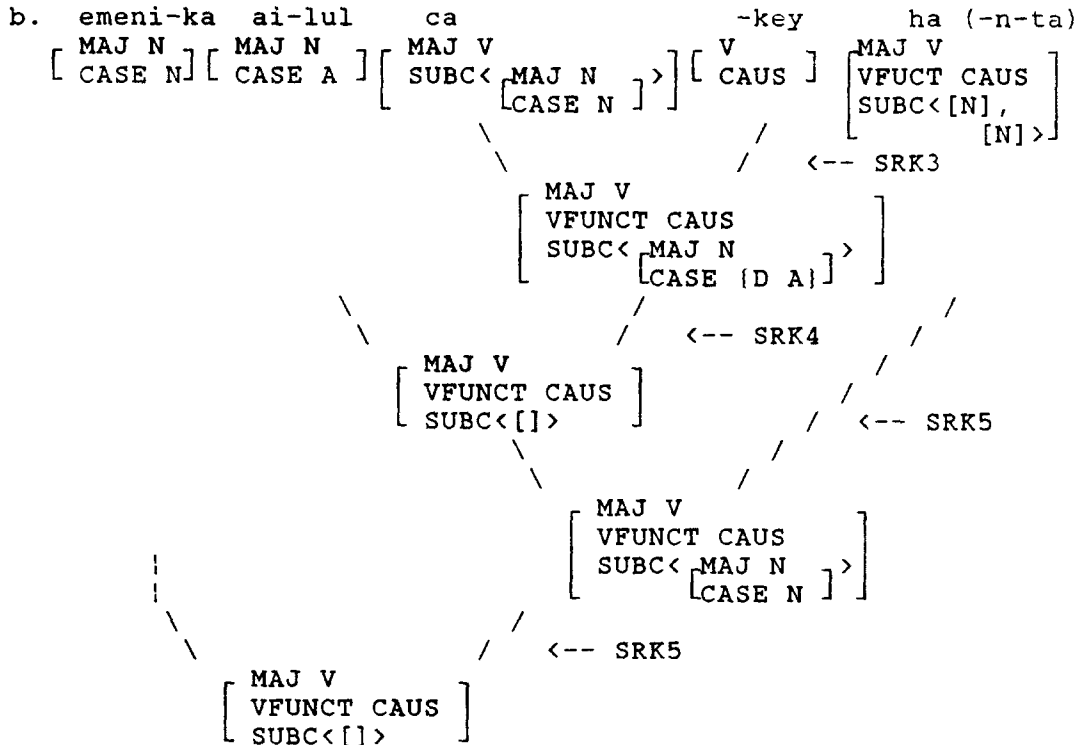 b. emeni-ka ai-lul ca -key ha (-n-ta)
[ MAJ N ] [ MAJ N ] [ MAJ V [ V [ MAJ V
CASE N CASE A SUBC< [ MAJ N ] > ] CAUS ] VFUCT CAUS
CASE N SUBC<[N],
[N]> ]
\ / <-- SRK3
[ MAJ V
VFUNCT CAUS
SUBC< [ MAJ N ] >
CASE {D A} ]
\ / <-- SRK4 /
[ MAJ V
VFUNCT CAUS
SUBC<[]> ]
\ / <-- SRK5
[ MAJ V
VFUNCT CAUS
SUBC< [ MAJ N ] >
CASE N ]
\ / <-- SRK5
[ MAJ V
VFUNCT CAUS
SUBC<[]> ]